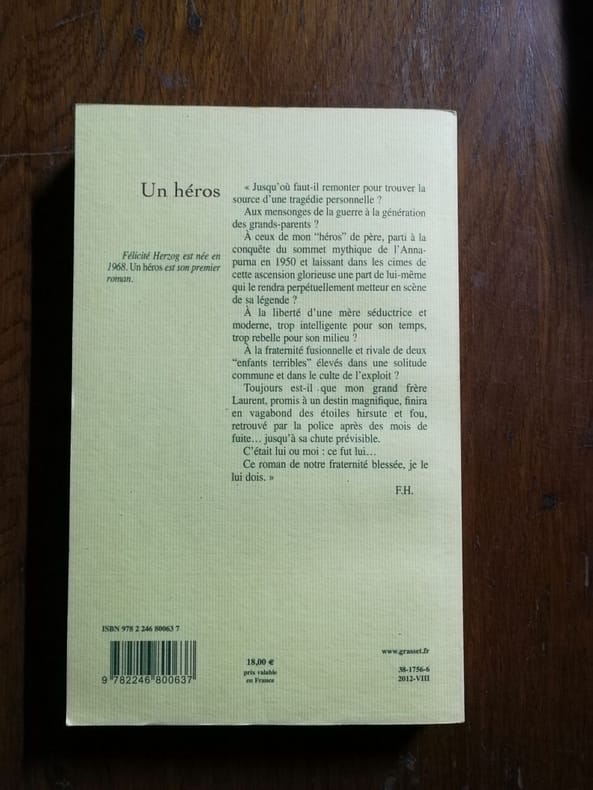 Un héros
Félicité Herzog est née en
1968. Un héros est son premier
roman.
« Jusqu'où faut-il remonter pour trouver la
source d'une tragédie personnelle ?
Aux mensonges de la guerre à la génération
des grands-parents ?
À ceux de mon “héros” de père, parti à la
conquête du sommet mythique de l'Anna-
purna en 1950 et laissant dans les cimes de
cette ascension glorieuse une part de lui-même
qui le rendra perpétuellement metteur en scène
de sa légende ?
À la liberté d'une mère séductrice et
moderne, trop intelligente pour son temps,
trop rebelle pour son milieu ?
À la fraternité fusionnelle et rivale de deux
“enfants terribles” élevés dans une solitude
commune et dans le culte de l'exploit ?
Toujours est-il que mon grand frère
Laurent, promis à un destin magnifique, finira
en vagabond des étoiles hirsute et fou,
retrouvé par la police après des mois de
fuite… jusqu'à sa chute prévisible.
C'était lui ou moi : ce fut lui…
Ce roman de notre fraternité blessée, je le
lui dois. »
F.H.
ISBN 978 2 246 80063 7
9 782246 800637
18,00 €
prix valable
en France
www.grasset.fr
38-1756-6
2012-VIII